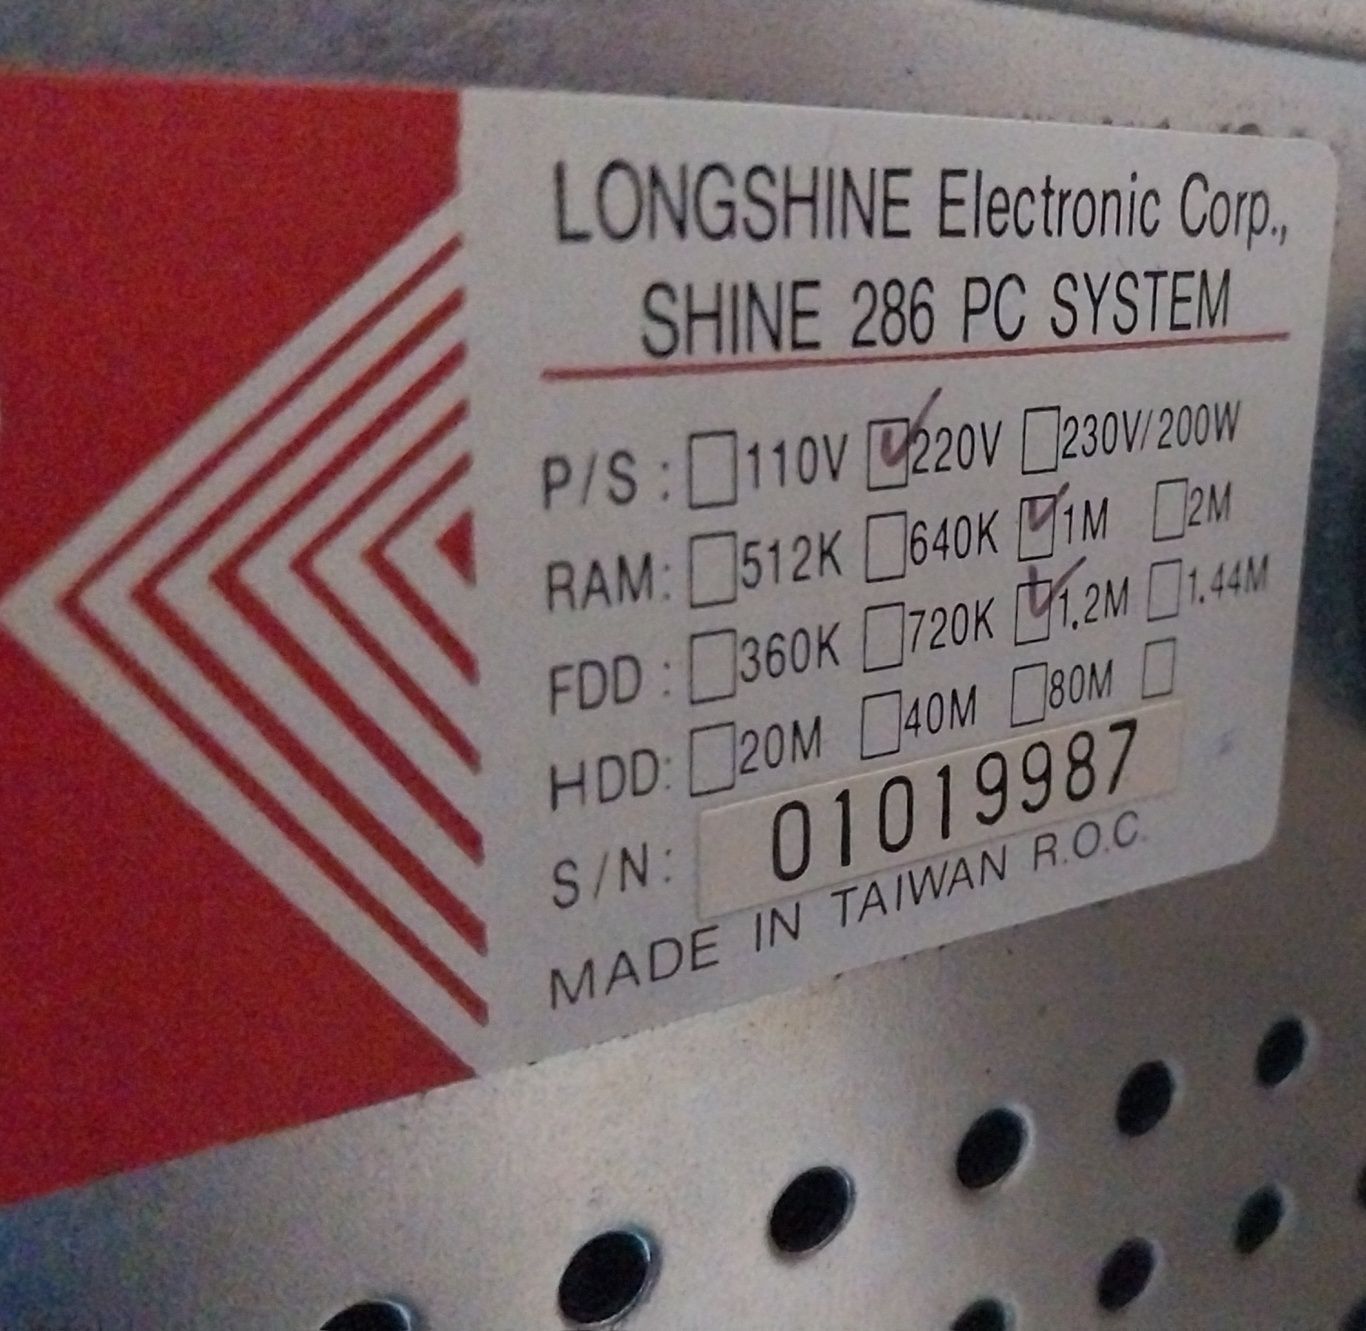 LONGSHINE Electronic Corp.,
SHINE 286 PC SYSTEM
P/S : ☐110V ☑220V ☐230V/200W
RAM: ☐512K ☐640K ☑1M ☐2M
FDD : ☐360K ☐720K ☑1.2M ☐1.44M
HDD: ☐20M ☐40M ☐80M ☐
S/N: 01019987
MADE IN TAIWAN R.O.C.